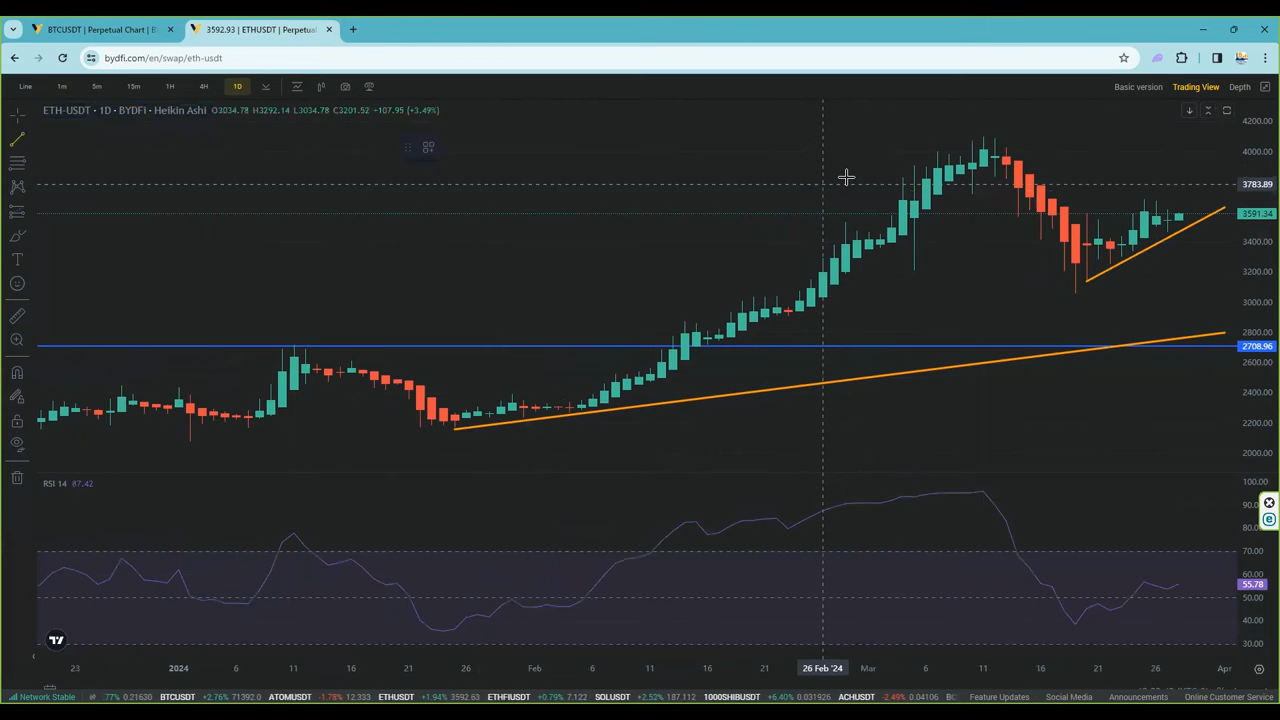 BTCUSDT | Perpetual Chart | B
3592.93 | ETHUSDT | Perpetual
bydfi.com/en/swap/eth-usdt
Line 1m 5m 15m 1H 4H 1D
Basic version Trading View Depth
ETH-USDT · 1D · BYDFi · Heikin Ashi O3034.78 H3292.14 L3034.78 C3201.52 +107.95 (+3.49%)
4200.00
4000.00
3783.89
3591.34
3400.00
3200.00
3000.00
2800.00
2708.96
2600.00
2400.00
2200.00
2000.00
RSI 14 87.42
100.00
90.00
80.00
70.00
60.00
55.78
50.00
40.00
30.00
23 2024 6 11 16 21 26 Feb 6 11 16 21 26 Feb '24 Mar 6 11 16 21 26 Apr
Network Stable 77% 0.21630 BTCUSDT +2.76% 71392.0 ATOMUSDT -1.78% 12.333 ETHUSDT +1.94% 3592.63 ETHFIUSDT +0.79% 7.122 SOLUSDT +2.52% 187.112 1000SHIBUSDT +6.40% 0.031926 ACHUSDT -2.49% 0.04106 Feature Updates Social Media Announcements Online Customer Service